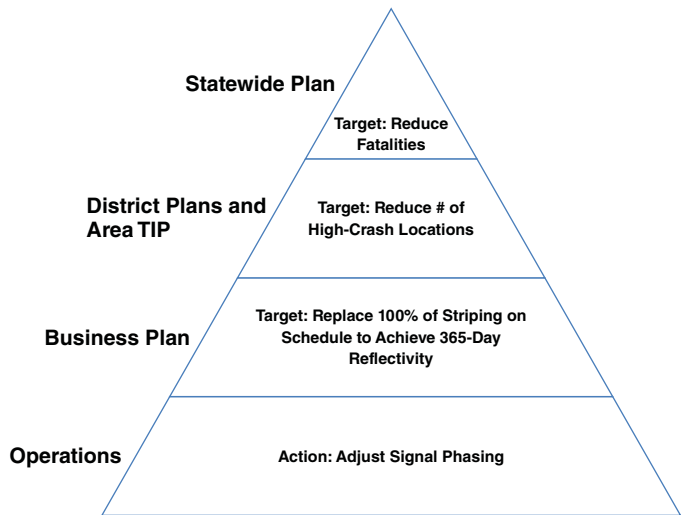 Statewide Plan
Target: Reduce
Fatalities
District Plans and
Area TIP
Target: Reduce # of
High-Crash Locations
Business Plan
Target: Replace 100% of Striping on
Schedule to Achieve 365-Day
Reflectivity
Operations
Action: Adjust Signal Phasing